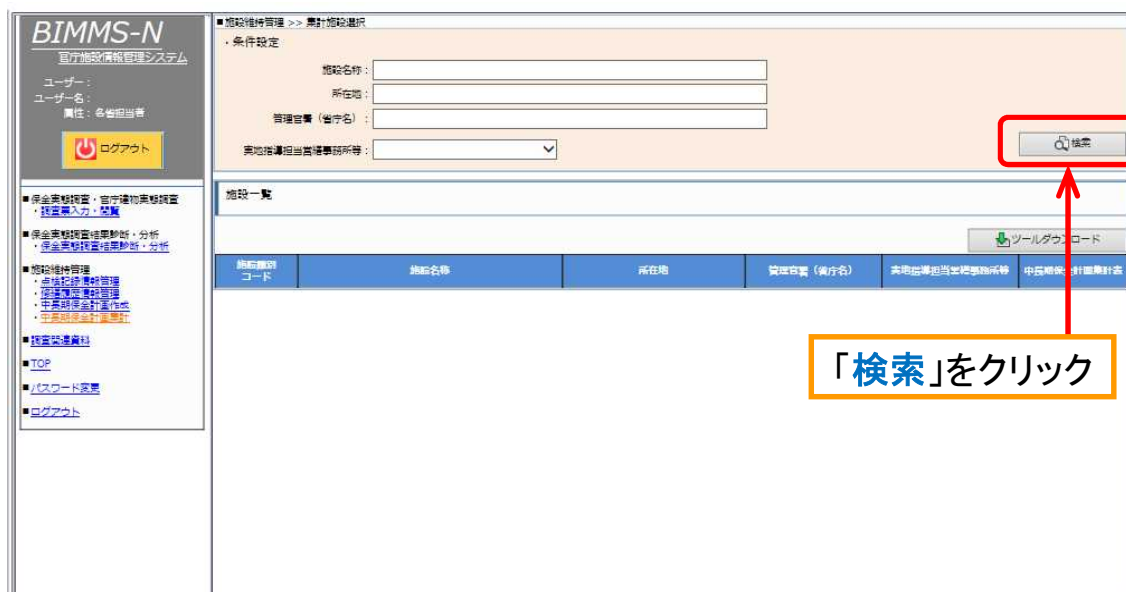 BIMMS-N
官庁施設情報管理システム
ユーザー：
ユーザー名：
属性：各省担当者
ログアウト
■保全実態調査・官庁建物実態調査
・調査票入力・閲覧
■保全実態調査結果診断・分析
・保全実態調査結果診断・分析
■施設維持管理
・点検記録情報管理
・修繕履歴情報管理
・中長期保全計画作成
・中長期保全計画集計
■調査関連資料
■TOP
■パスワード変更
■ログアウト
■施設維持管理 >> 集計施設選択
・条件設定
施設名称：
所在地：
管理官署（省庁名）：
実地指導担当営繕事務所等：
検索
施設一覧
ツールダウンロード
施設種別コード 施設名称 所在地 管理官署（省庁名） 実地指導担当営繕事務所等 中長期保全計画集計表
「検索」をクリック